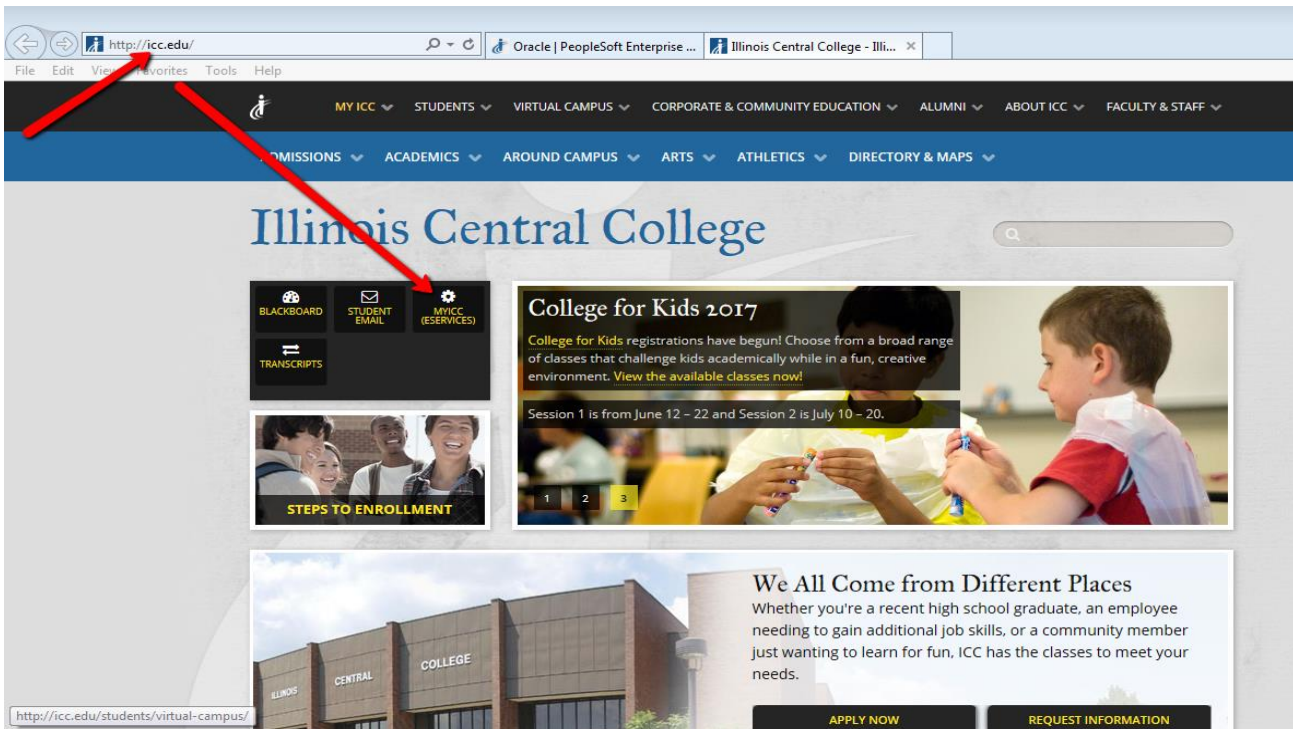 http://icc.edu/
Oracle | PeopleSoft Enterprise ...
Illinois Central College - Illi...
File Edit View Favorites Tools Help
MY ICC STUDENTS VIRTUAL CAMPUS CORPORATE & COMMUNITY EDUCATION ALUMNI ABOUT ICC FACULTY & STAFF
ADMISSIONS ACADEMICS AROUND CAMPUS ARTS ATHLETICS DIRECTORY & MAPS
Illinois Central College
BLACKBOARD
STUDENT
EMAIL
MYICC
(ESERVICES)
TRANSCRIPTS
College for Kids 2017
College for Kids registrations have begun! Choose from a broad range
of classes that challenge kids academically while in a fun, creative
environment. View the available classes now!
Session 1 is from June 12 – 22 and Session 2 is July 10 – 20.
1 2 3
STEPS TO ENROLLMENT
ILLINOIS CENTRAL COLLEGE
We All Come from Different Places
Whether you're a recent high school graduate, an employee
needing to gain additional job skills, or a community member
just wanting to learn for fun, ICC has the classes to meet your
needs.
APPLY NOW
REQUEST INFORMATION
http://icc.edu/students/virtual-campus/